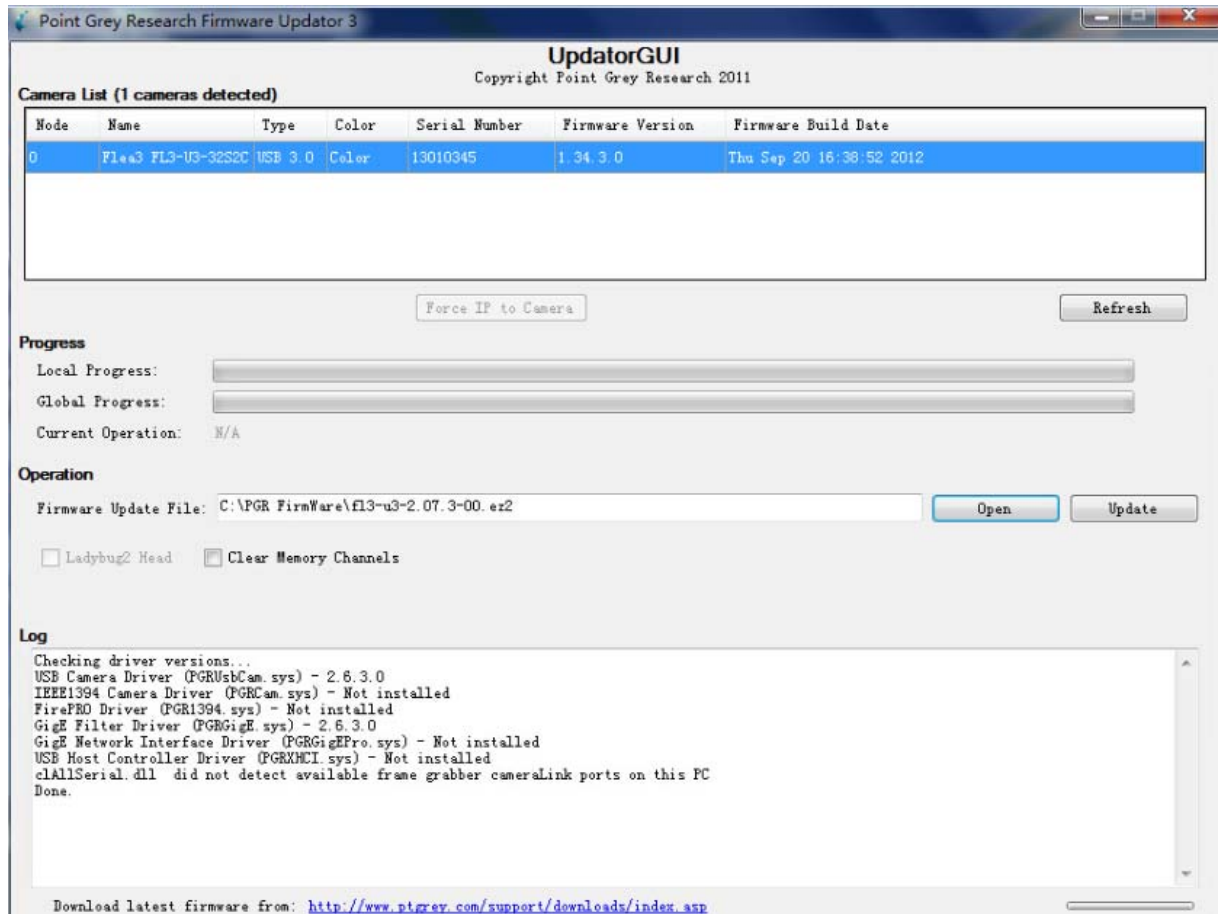 Point Grey Research Firmware Updator 3
UpdatorGUI
Copyright Point Grey Research 2011
Camera List (1 cameras detected)
Node Name Type Color Serial Number Firmware Version Firmware Build Date
0 Flea3 FL3-U3-32S2C USB 3.0 Color 13010345 1.34.3.0 Thu Sep 20 16:38:52 2012
Force IP to Camera Refresh
Progress
Local Progress:
Global Progress:
Current Operation: N/A
Operation
Firmware Update File: C:\PGR FirmWare\fl3-u3-2.07.3-00.ez2 Open Update
Ladybug2 Head Clear Memory Channels
Log
Checking driver versions...
USB Camera Driver (PGRUsbCam.sys) - 2.6.3.0
IEEE1394 Camera Driver (PGRCam.sys) - Not installed
FirePRO Driver (PGR1394.sys) - Not installed
GigE Filter Driver (PGRGigE.sys) - 2.6.3.0
GigE Network Interface Driver (PGRGigEPro.sys) - Not installed
USB Host Controller Driver (PGRXHCI.sys) - Not installed
clAllSerial.dll did not detect available frame grabber cameraLink ports on this PC
Done.
Download latest firmware from: http://www.ptgrey.com/support/downloads/index.asp